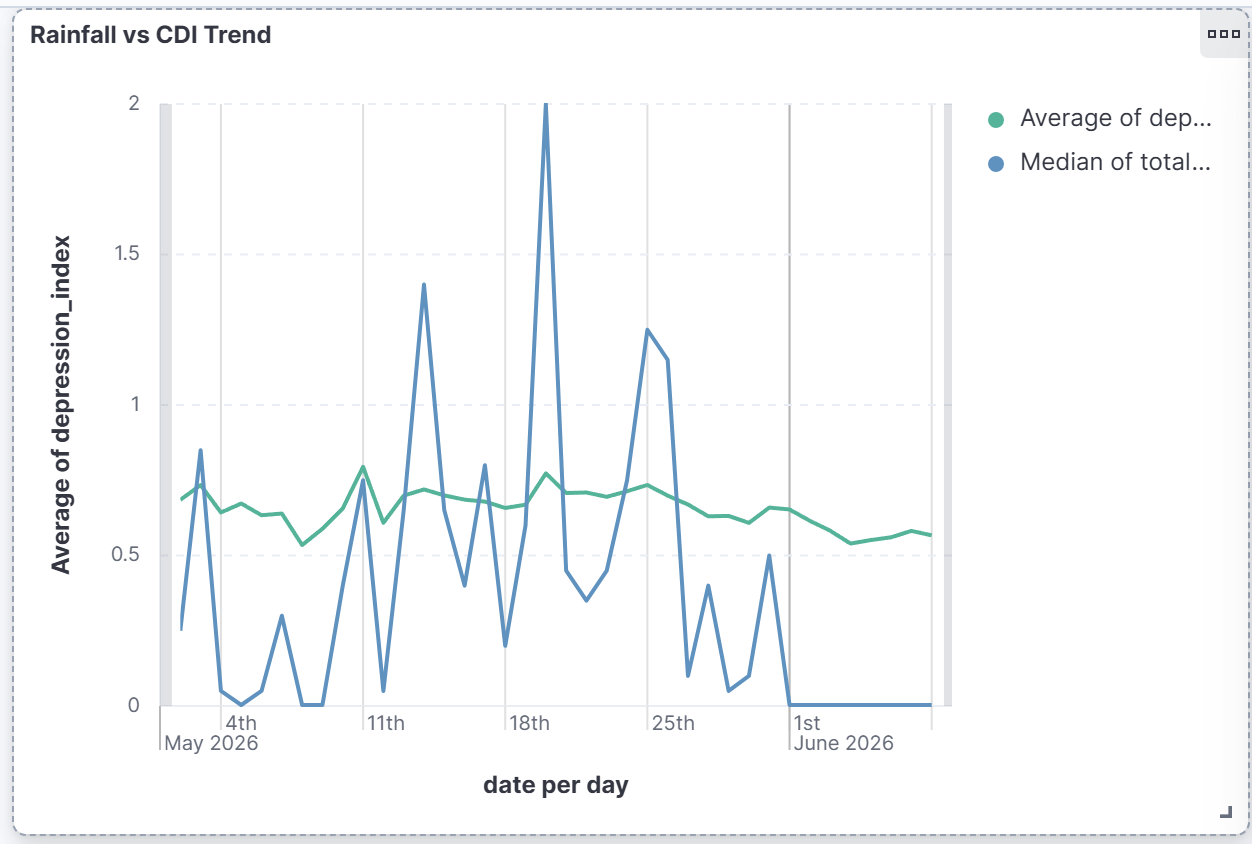 Rainfall vs CDI Trend
Average of depression_index
2
1.5
1
0.5
0
4th
11th
18th
25th
1st
May 2026
June 2026
date per day
Average of dep...
Median of total...